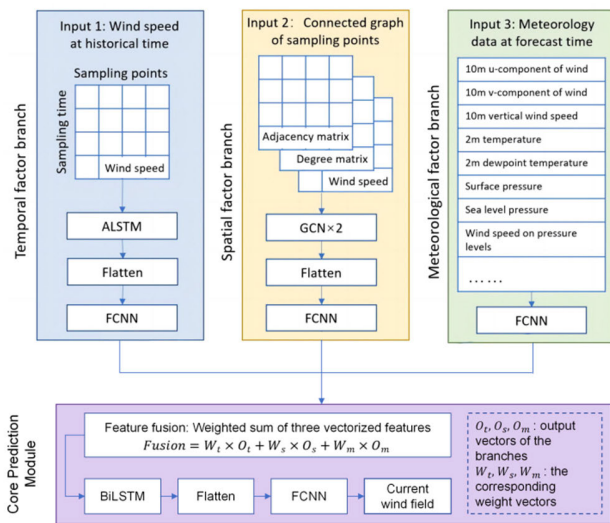 Input 1: Wind speed
at historical time
Sampling points
Sampling time
Wind speed
ALSTM
Flatten
FCNN
Temporal factor branch
Input 2: Connected graph
of sampling points
Adjacency matrix
Degree matrix
Wind speed
GCN×2
Flatten
FCNN
Spatial factor branch
Input 3: Meteorology
data at forecast time
10m u-component of wind
10m v-component of wind
10m vertical wind speed
2m temperature
2m dewpoint temperature
Surface pressure
Sea level pressure
Wind speed on pressure
levels
... ...
FCNN
Meteorological factor branch
Core Prediction
Module
Feature fusion: Weighted sum of three vectorized features
Fusion = W_t × O_t + W_s × O_s + W_m × O_m
BiLSTM
Flatten
FCNN
Current
wind field
O_t, O_s, O_m : output
vectors of the
branches
W_t, W_s, W_m : the
corresponding
weight vectors